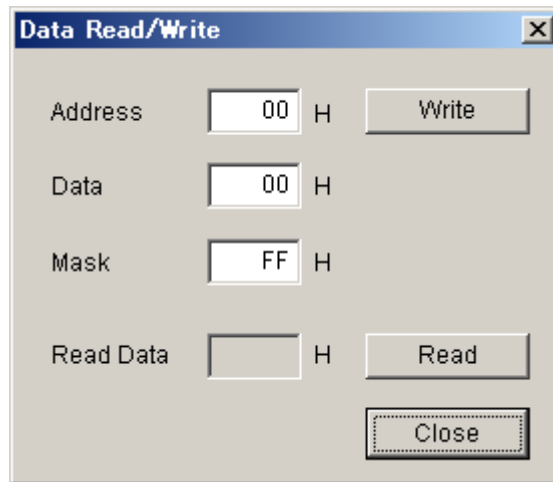 Data Read/Write
Address 00 H Write
Data 00 H
Mask FF H
Read Data H Read
Close